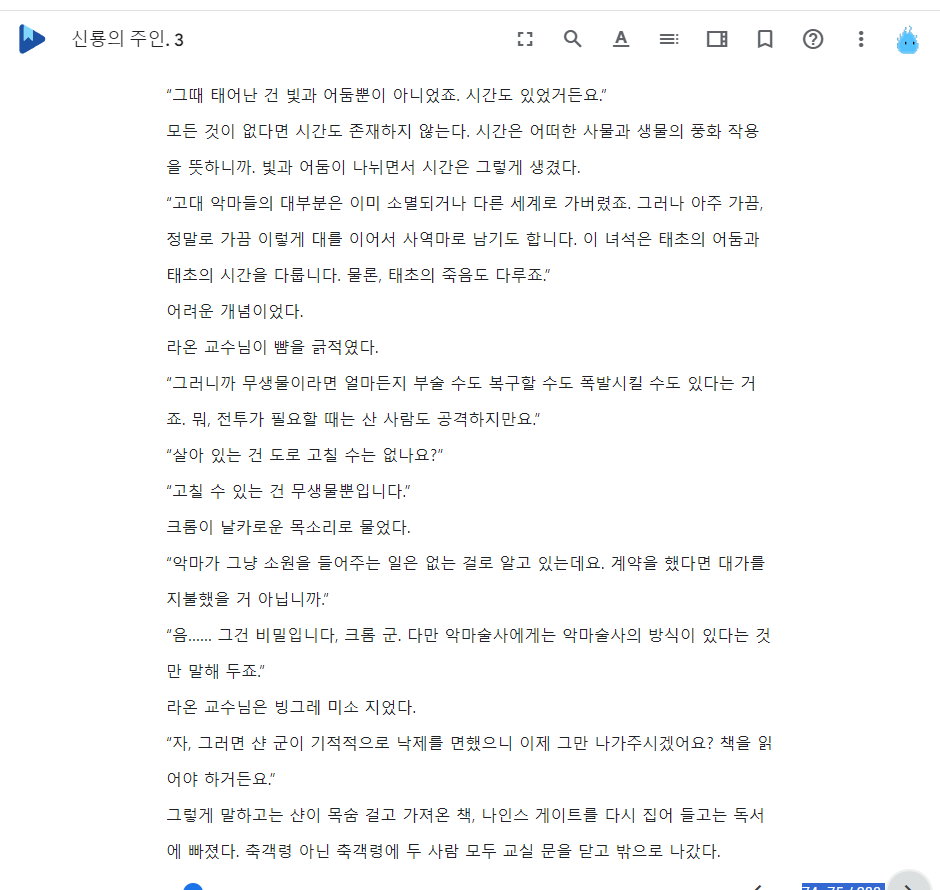 신룡의 주인. 3
“그때 태어난 건 빛과 어둠뿐이 아니었죠. 시간도 있었거든요.”
모든 것이 없다면 시간도 존재하지 않는다. 시간은 어떠한 사물과 생물의 풍화 작용
을 뜻하니까. 빛과 어둠이 나뉘면서 시간은 그렇게 생겼다.
“고대 악마들의 대부분은 이미 소멸되거나 다른 세계로 가버렸죠. 그러나 아주 가끔,
정말로 가끔 이렇게 대를 이어서 사역마로 남기도 합니다. 이 녀석은 태초의 어둠과
태초의 시간을 다룹니다. 물론, 태초의 죽음도 다루죠.”
어려운 개념이었다.
라온 교수님이 뺨을 긁적였다.
“그러니까 무생물이라면 얼마든지 부술 수도 복구할 수도 폭발시킬 수도 있다는 거
죠. 뭐, 전투가 필요할 때는 산 사람도 공격하지만요.”
“살아 있는 건 도로 고칠 수는 없나요?”
“고칠 수 있는 건 무생물뿐입니다.”
크롬이 날카로운 목소리로 물었다.
“악마가 그냥 소원을 들어주는 일은 없는 걸로 알고 있는데요. 계약을 했다면 대가를
지불했을 거 아닙니까.”
“음...... 그건 비밀입니다, 크롬 군. 다만 악마술사에게는 악마술사의 방식이 있다는 것
만 말해 두죠.”
라온 교수님은 빙그레 미소 지었다.
“자, 그러면 샨 군이 기적적으로 낙제를 면했으니 이제 그만 나가주시겠어요? 책을 읽
어야 하거든요.”
그렇게 말하고는 샨이 목숨 걸고 가져온 책, 나인스 게이트를 다시 집어 들고는 독서
에 빠졌다. 축객령 아닌 축객령에 두 사람 모두 교실 문을 닫고 밖으로 나갔다.